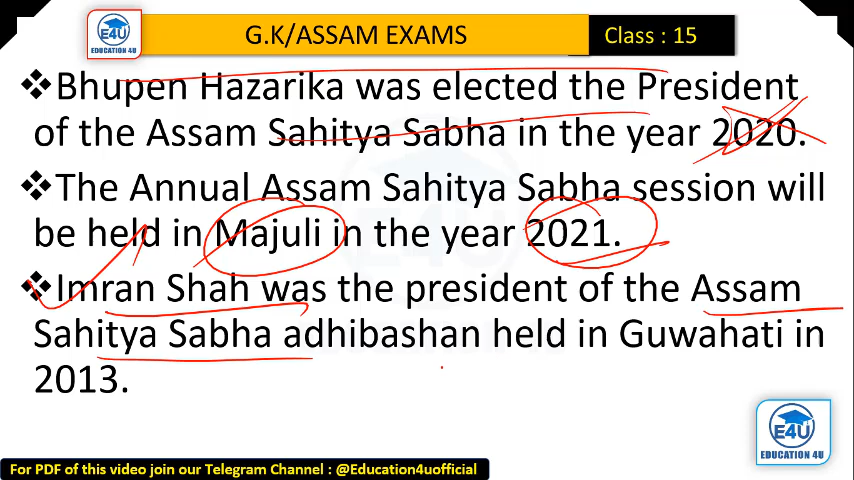 E4U
EDUCATION 4U
G.K/ASSAM EXAMS
Class : 15
❖Bhupen Hazarika was elected the President
of the Assam Sahitya Sabha in the year 2020.
❖The Annual Assam Sahitya Sabha session will
be held in Majuli in the year 2021.
❖Imran Shah was the president of the Assam
Sahitya Sabha adhibashan held in Guwahati in
2013.
E4U
EDUCATION 4U
For PDF of this video join our Telegram Channel : @Education4uofficial